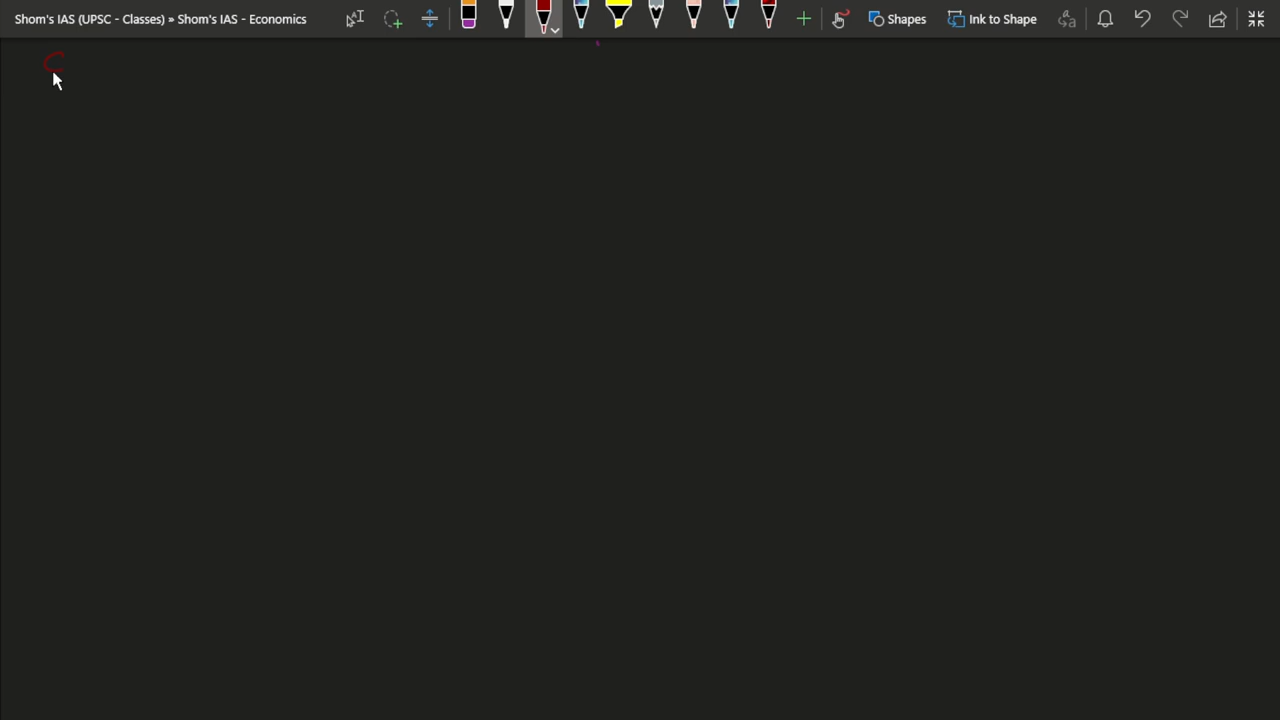 Shom's IAS (UPSC - Classes) » Shom's IAS - Economics
Shapes
Ink to Shape
C